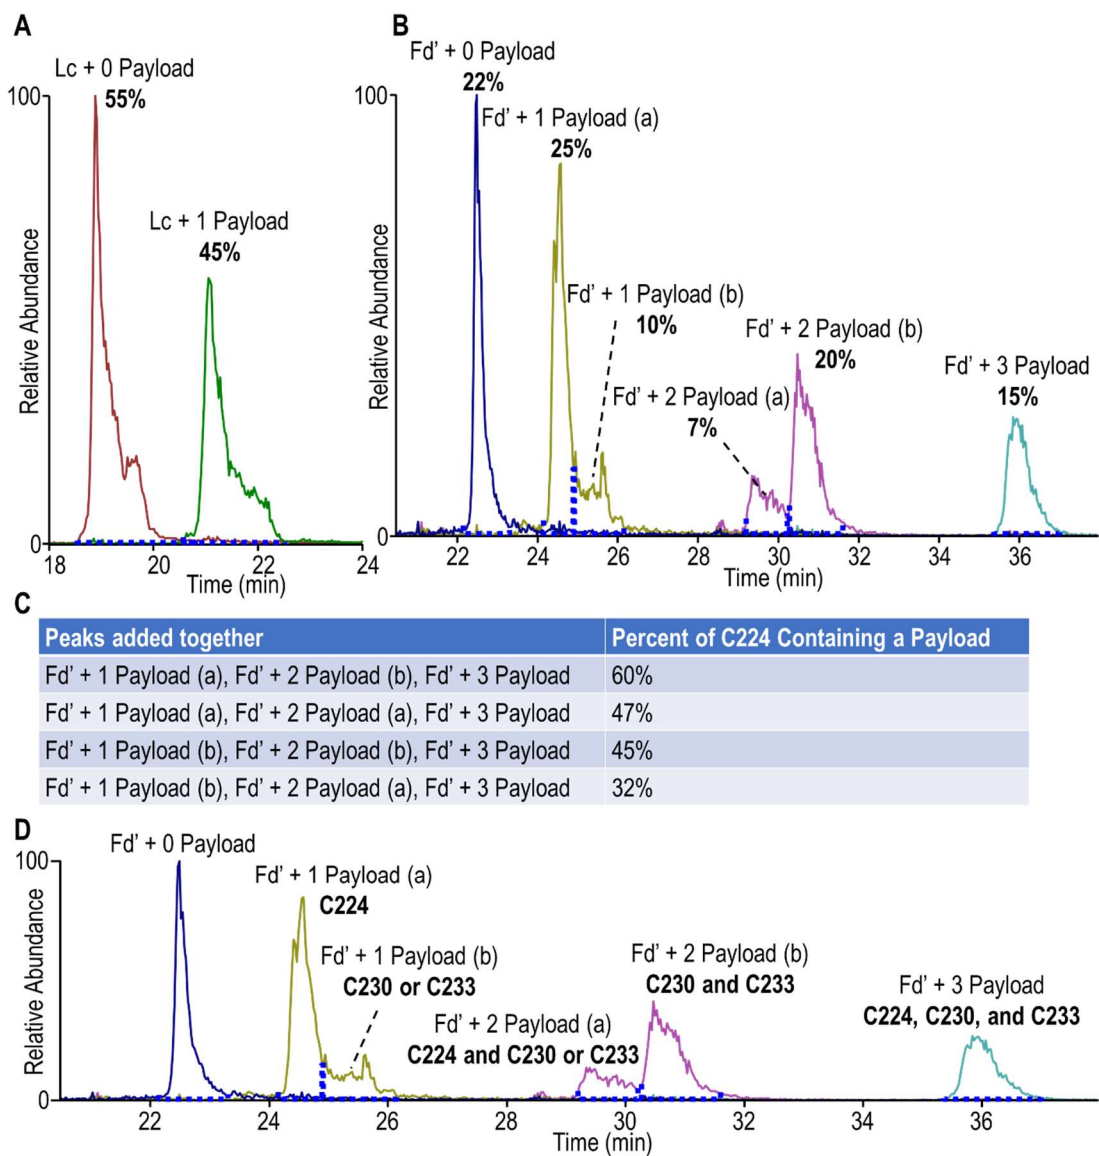 A
B
Lc + 0 Payload
55%
100
Lc + 1 Payload
45%
0
18
20
22
24
Time (min)
Relative Abundance
Fd’ + 0 Payload
22%
100
Fd’ + 1 Payload (a)
25%
Fd’ + 1 Payload (b)
10%
Fd’ + 2 Payload (b)
20%
Fd’ + 2 Payload (a)
7%
Fd’ + 3 Payload
15%
0
22
24
26
28
30
32
34
36
Time (min)
Relative Abundance
C
Peaks added together Percent of C224 Containing a Payload
Fd’ + 1 Payload (a), Fd’ + 2 Payload (b), Fd’ + 3 Payload 60%
Fd’ + 1 Payload (a), Fd’ + 2 Payload (a), Fd’ + 3 Payload 47%
Fd’ + 1 Payload (b), Fd’ + 2 Payload (b), Fd’ + 3 Payload 45%
Fd’ + 1 Payload (b), Fd’ + 2 Payload (a), Fd’ + 3 Payload 32%
D
Fd’ + 0 Payload
100
Fd’ + 1 Payload (a)
C224
Fd’ + 1 Payload (b)
C230 or C233
Fd’ + 2 Payload (a)
C224 and C230 or C233
Fd’ + 2 Payload (b)
C230 and C233
Fd’ + 3 Payload
C224, C230, and C233
0
22
24
26
28
30
32
34
36
Time (min)
Relative Abundance